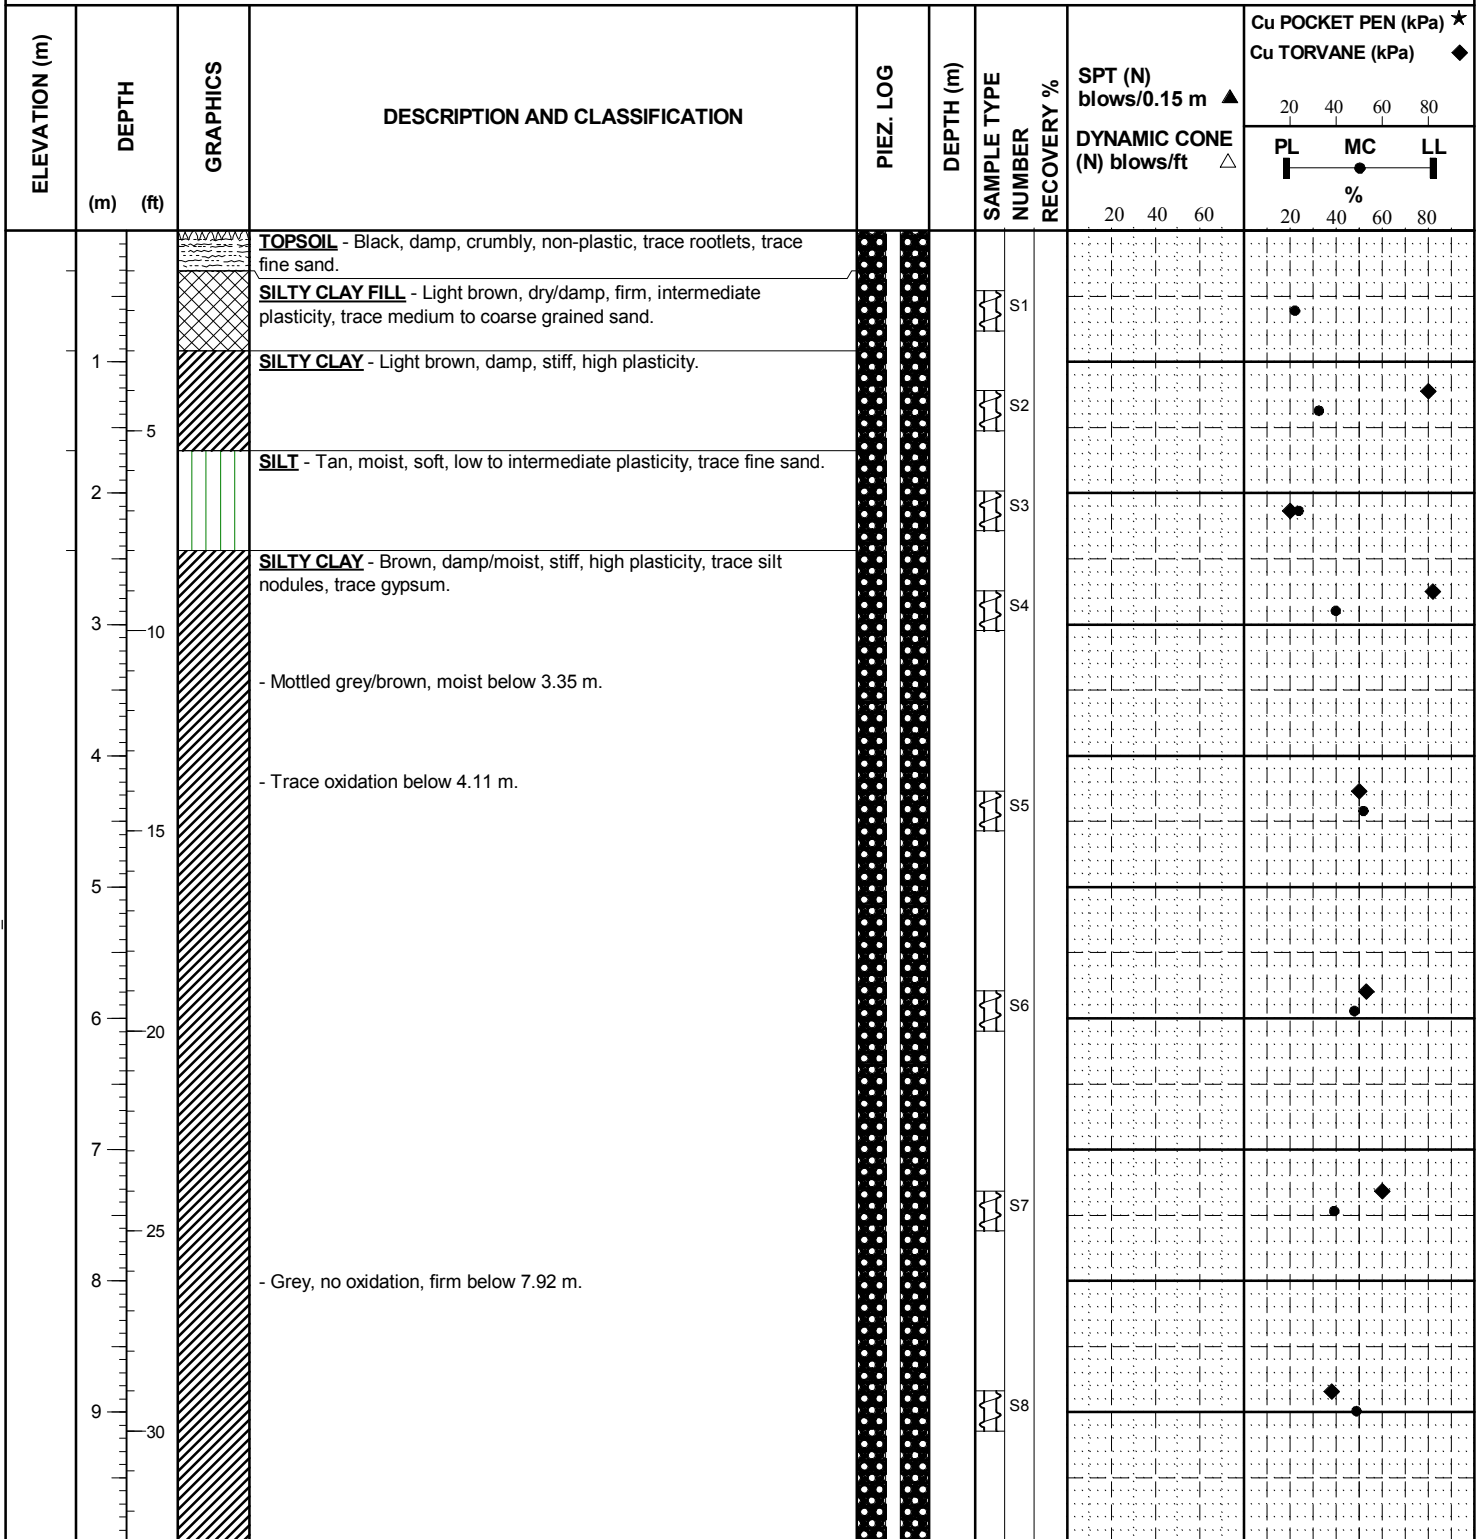 ELEVATION (m)
DEPTH
(m) (ft)
GRAPHICS
DESCRIPTION AND CLASSIFICATION
PIEZ. LOG
DEPTH (m)
SAMPLE TYPE
NUMBER
RECOVERY %
SPT (N)
blows/0.15 m ▲
DYNAMIC CONE
(N) blows/ft △
20 40 60
Cu POCKET PEN (kPa) ★
Cu TORVANE (kPa) ◆
20 40 60 80
PL MC LL
%
20 40 60 80
TOPSOIL - Black, damp, crumbly, non-plastic, trace rootlets, trace
fine sand.
SILTY CLAY FILL - Light brown, dry/damp, firm, intermediate
plasticity, trace medium to coarse grained sand.
S1
1
SILTY CLAY - Light brown, damp, stiff, high plasticity.
S2
5
SILT - Tan, moist, soft, low to intermediate plasticity, trace fine sand.
2
S3
SILTY CLAY - Brown, damp/moist, stiff, high plasticity, trace silt
nodules, trace gypsum.
S4
3
10
- Mottled grey/brown, moist below 3.35 m.
4
- Trace oxidation below 4.11 m.
S5
15
5
S6
6
20
7
S7
25
8
- Grey, no oxidation, firm below 7.92 m.
S8
9
30